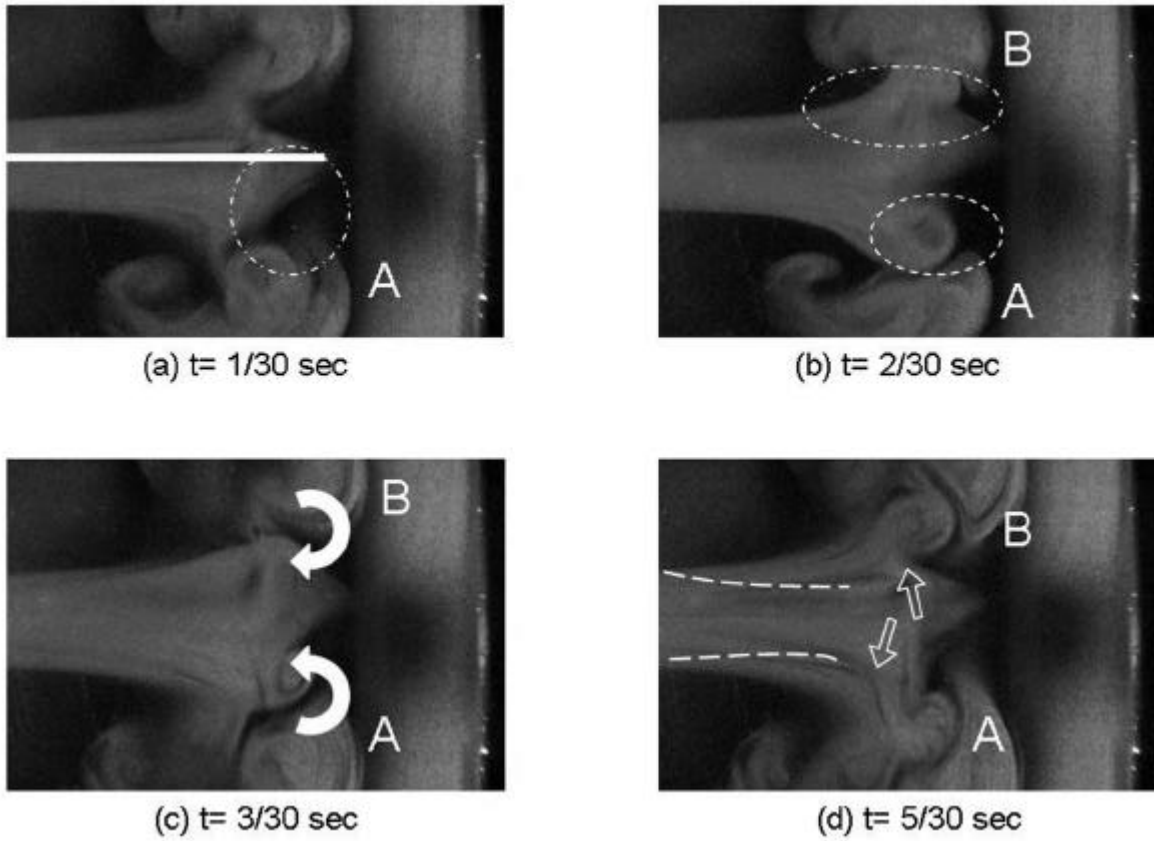 A
(a) t= 1/30 sec
B
A
(b) t= 2/30 sec
B
A
(c) t= 3/30 sec
B
A
(d) t= 5/30 sec